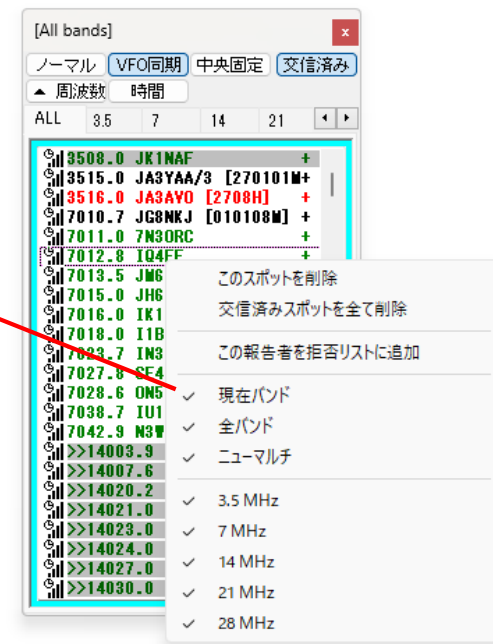 [All bands]
x
ノーマル VFO同期 中央固定 交信済み
▲ 周波数 時間
ALL 3.5 7 14 21
3508.0 JK1NAF +
3515.0 JA3YAA/3 [270101M+
3516.0 JA3AVO [2708H] +
7010.7 JG8NKJ [010108M] +
7011.0 7N3ORC +
7012.8 IQ4FF +
7013.5 JM6
7015.0 JH6
7016.0 IK1
7018.0 I1B
7023.7 IN3
7027.8 SE4
7028.6 ON5
7038.7 IU1
7042.9 N3W
>>14003.9
>>14007.6
>>14020.2
>>14021.0
>>14023.0
>>14024.0
>>14027.0
>>14030.0
このスポットを削除
交信済みスポットを全て削除
この報告者を拒否リストに追加
✓ 現在バンド
✓ 全バンド
✓ ニューマルチ
✓ 3.5 MHz
✓ 7 MHz
✓ 14 MHz
✓ 21 MHz
✓ 28 MHz